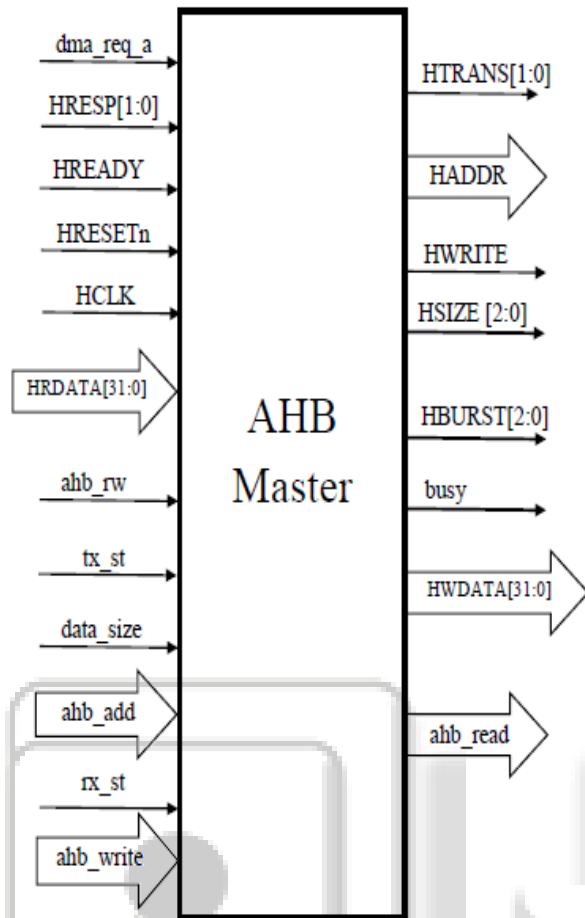 dma_req_a
HRESP[1:0]
HREADY
HRESETn
HCLK
HRDATA[31:0]
ahb_rw
tx_st
data_size
ahb_add
rx_st
ahb_write
AHB
Master
HTRANS[1:0]
HADDR
HWRITE
HSIZE [2:0]
HBURST[2:0]
busy
HWDATA[31:0]
ahb_read